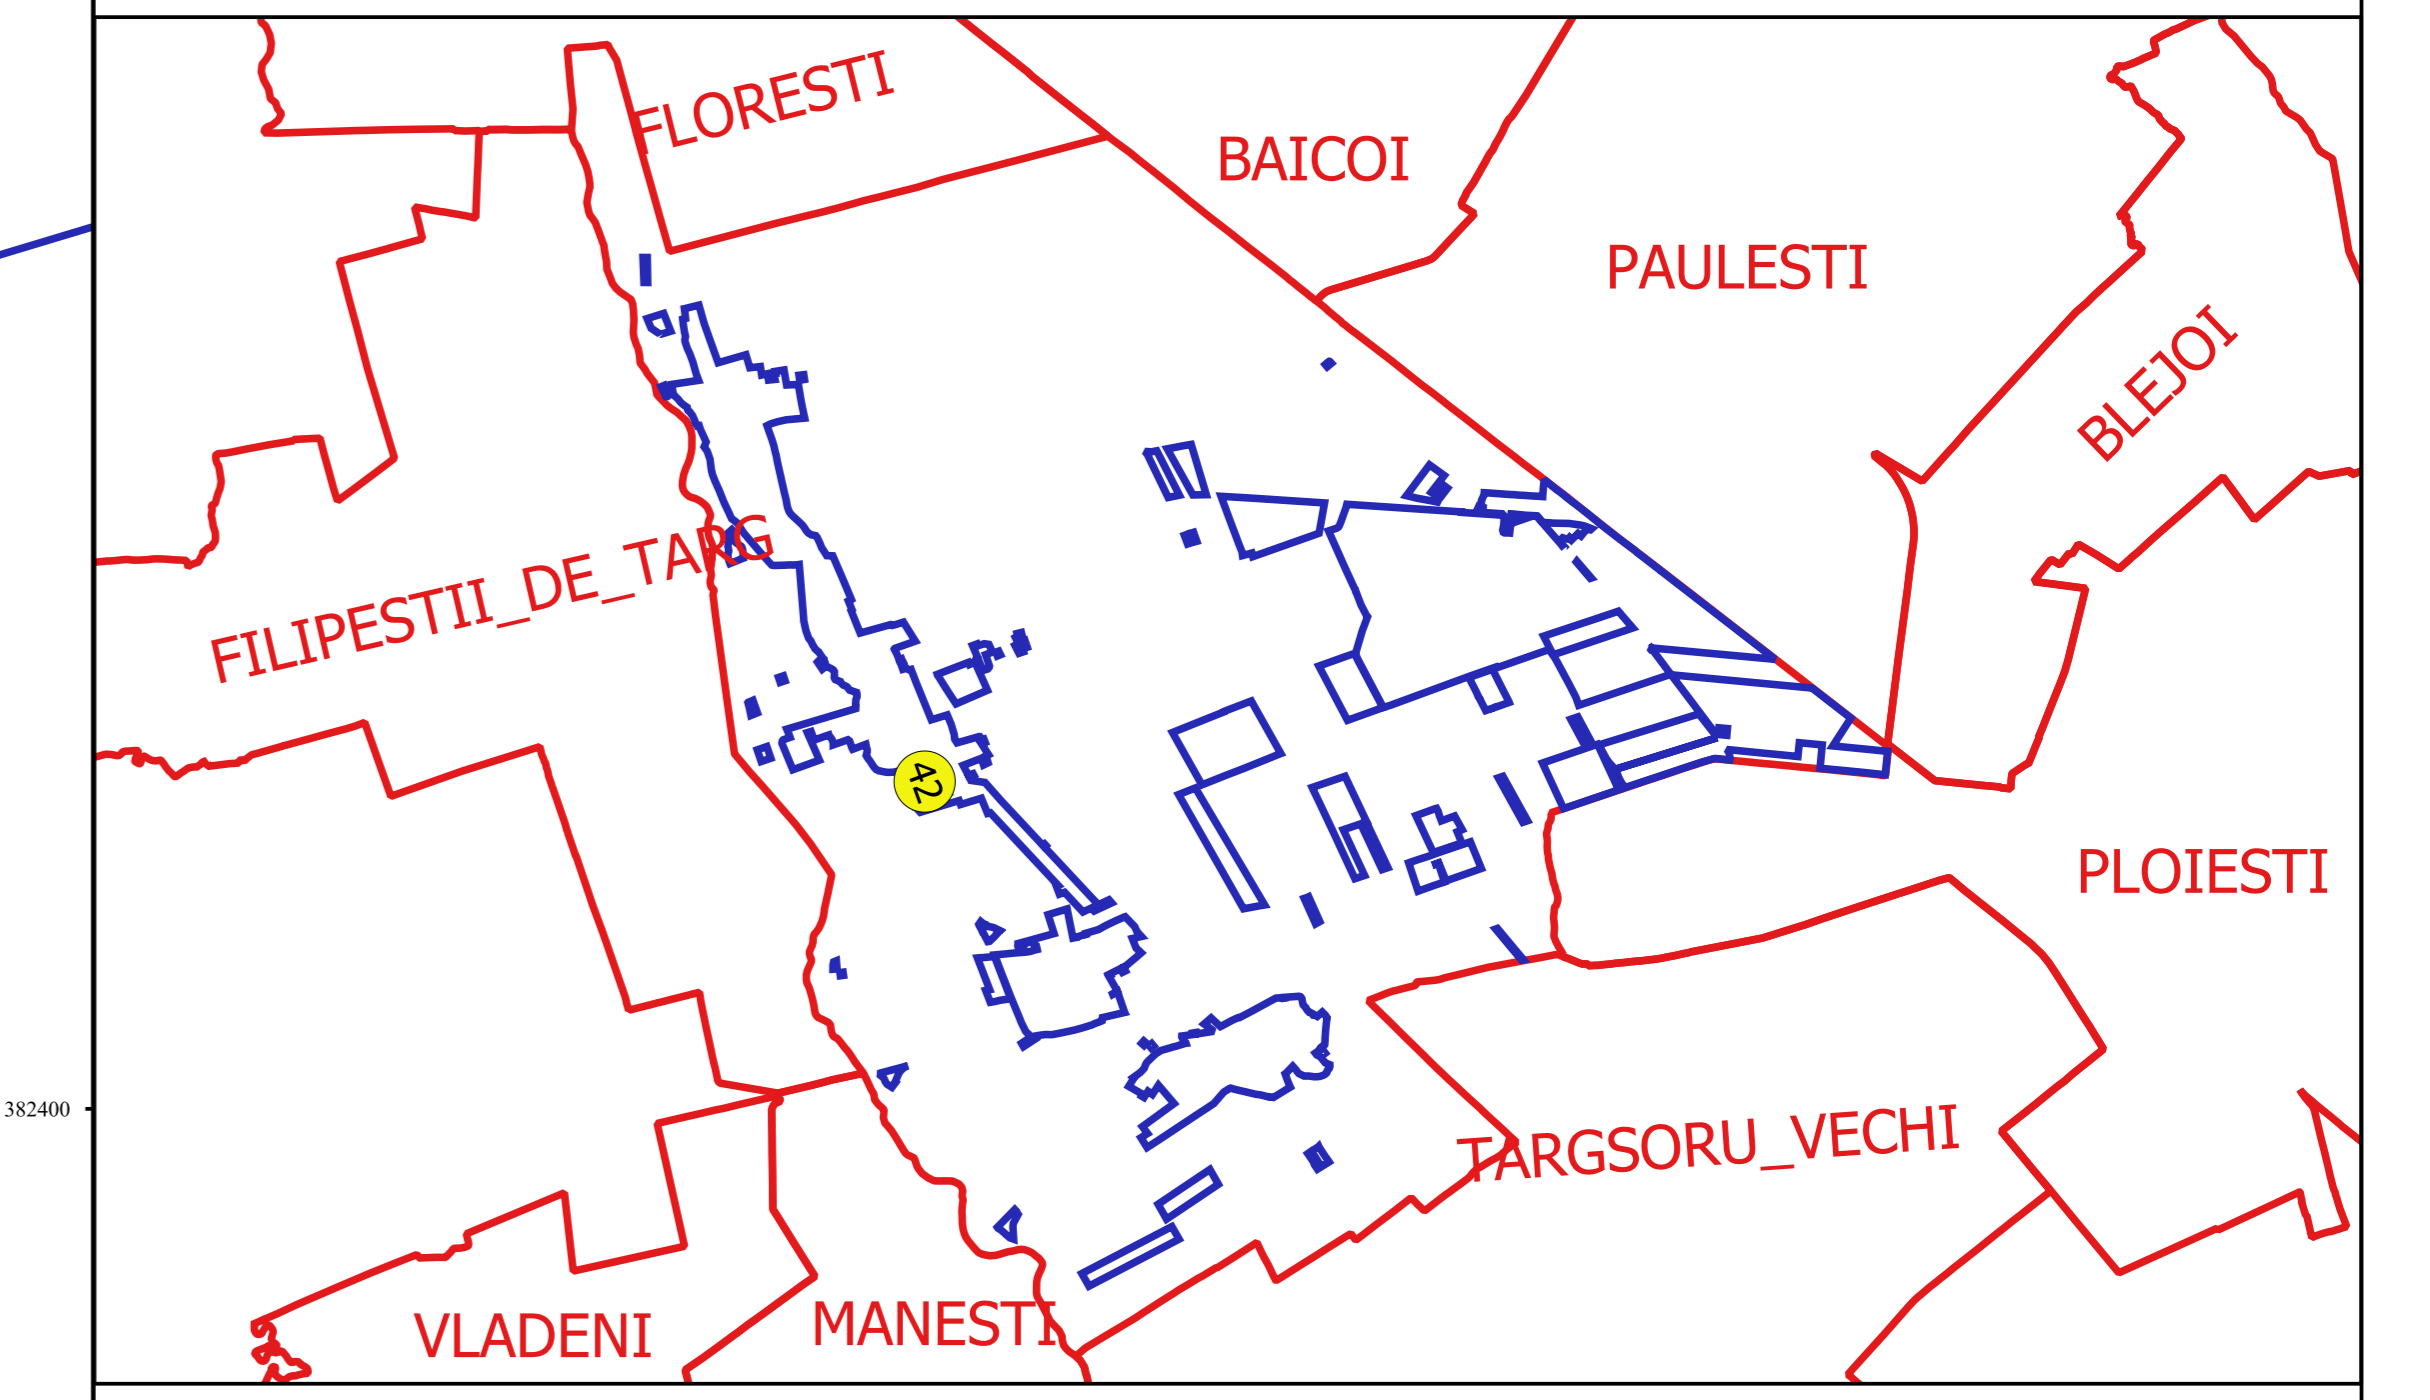 FLORESTI
BAICOI
PAULESTI
BLEJOI
FILIPESTII_DE_TARG
42
PLOIESTI
382400
TARGSORU_VECHI
VLADENI
MANESTI